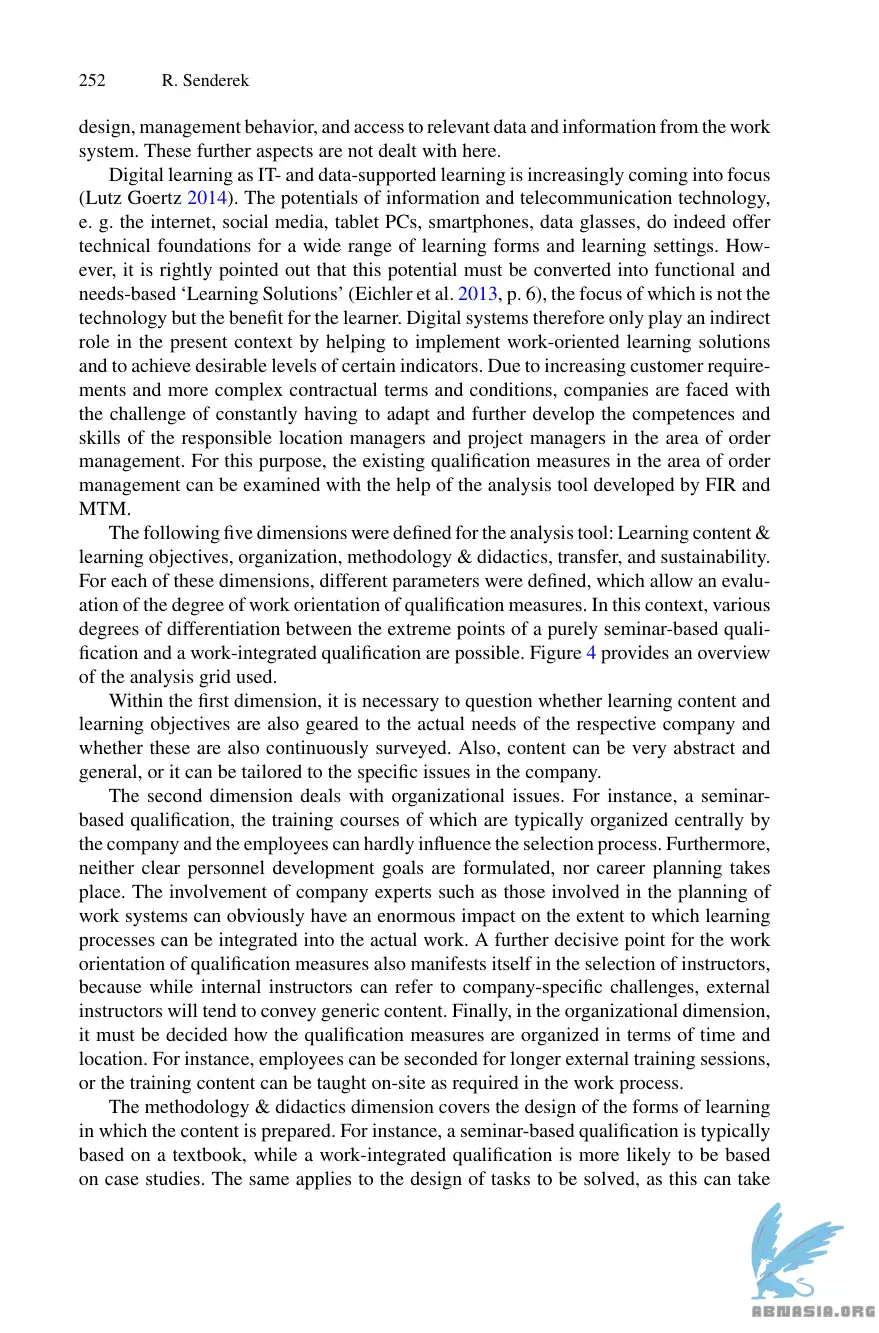 252 R. Senderek
design, management behavior, and access to relevant data and information from the work
system. These further aspects are not dealt with here.
Digital learning as IT- and data-supported learning is increasingly coming into focus
(Lutz Goertz 2014). The potentials of information and telecommunication technology,
e. g. the internet, social media, tablet PCs, smartphones, data glasses, do indeed offer
technical foundations for a wide range of learning forms and learning settings. How-
ever, it is rightly pointed out that this potential must be converted into functional and
needs-based ‘Learning Solutions’ (Eichler et al. 2013, p. 6), the focus of which is not the
technology but the benefit for the learner. Digital systems therefore only play an indirect
role in the present context by helping to implement work-oriented learning solutions
and to achieve desirable levels of certain indicators. Due to increasing customer require-
ments and more complex contractual terms and conditions, companies are faced with
the challenge of constantly having to adapt and further develop the competences and
skills of the responsible location managers and project managers in the area of order
management. For this purpose, the existing qualification measures in the area of order
management can be examined with the help of the analysis tool developed by FIR and
MTM.
The following five dimensions were defined for the analysis tool: Learning content &
learning objectives, organization, methodology & didactics, transfer, and sustainability.
For each of these dimensions, different parameters were defined, which allow an evalu-
ation of the degree of work orientation of qualification measures. In this context, various
degrees of differentiation between the extreme points of a purely seminar-based quali-
fication and a work-integrated qualification are possible. Figure 4 provides an overview
of the analysis grid used.
Within the first dimension, it is necessary to question whether learning content and
learning objectives are also geared to the actual needs of the respective company and
whether these are also continuously surveyed. Also, content can be very abstract and
general, or it can be tailored to the specific issues in the company.
The second dimension deals with organizational issues. For instance, a seminar-
based qualification, the training courses of which are typically organized centrally by
the company and the employees can hardly influence the selection process. Furthermore,
neither clear personnel development goals are formulated, nor career planning takes
place. The involvement of company experts such as those involved in the planning of
work systems can obviously have an enormous impact on the extent to which learning
processes can be integrated into the actual work. A further decisive point for the work
orientation of qualification measures also manifests itself in the selection of instructors,
because while internal instructors can refer to company-specific challenges, external
instructors will tend to convey generic content. Finally, in the organizational dimension,
it must be decided how the qualification measures are organized in terms of time and
location. For instance, employees can be seconded for longer external training sessions,
or the training content can be taught on-site as required in the work process.
The methodology & didactics dimension covers the design of the forms of learning
in which the content is prepared. For instance, a seminar-based qualification is typically
based on a textbook, while a work-integrated qualification is more likely to be based
on case studies. The same applies to the design of tasks to be solved, as this can take
ABNASIA.ORG